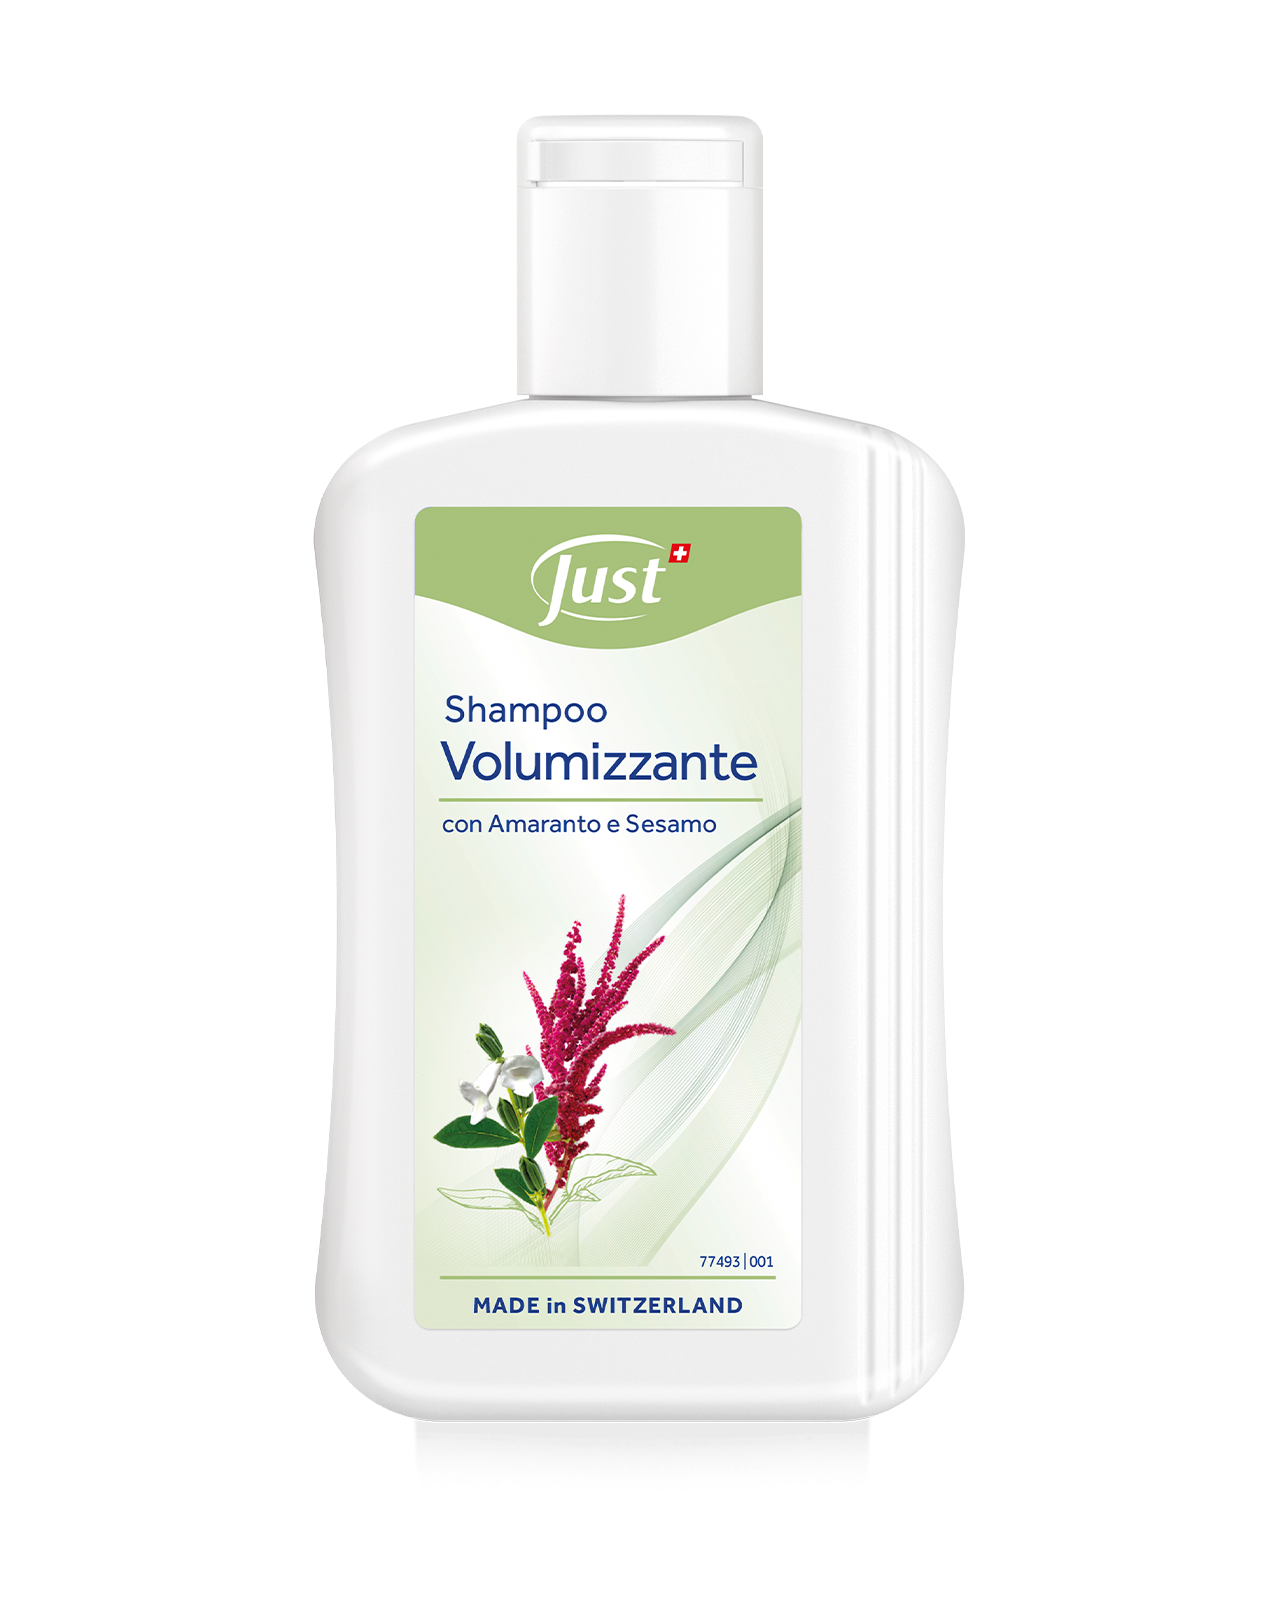 Just
Shampoo
Volumizzante
con Amaranto e Sesamo
77493|001
MADE in SWITZERLAND